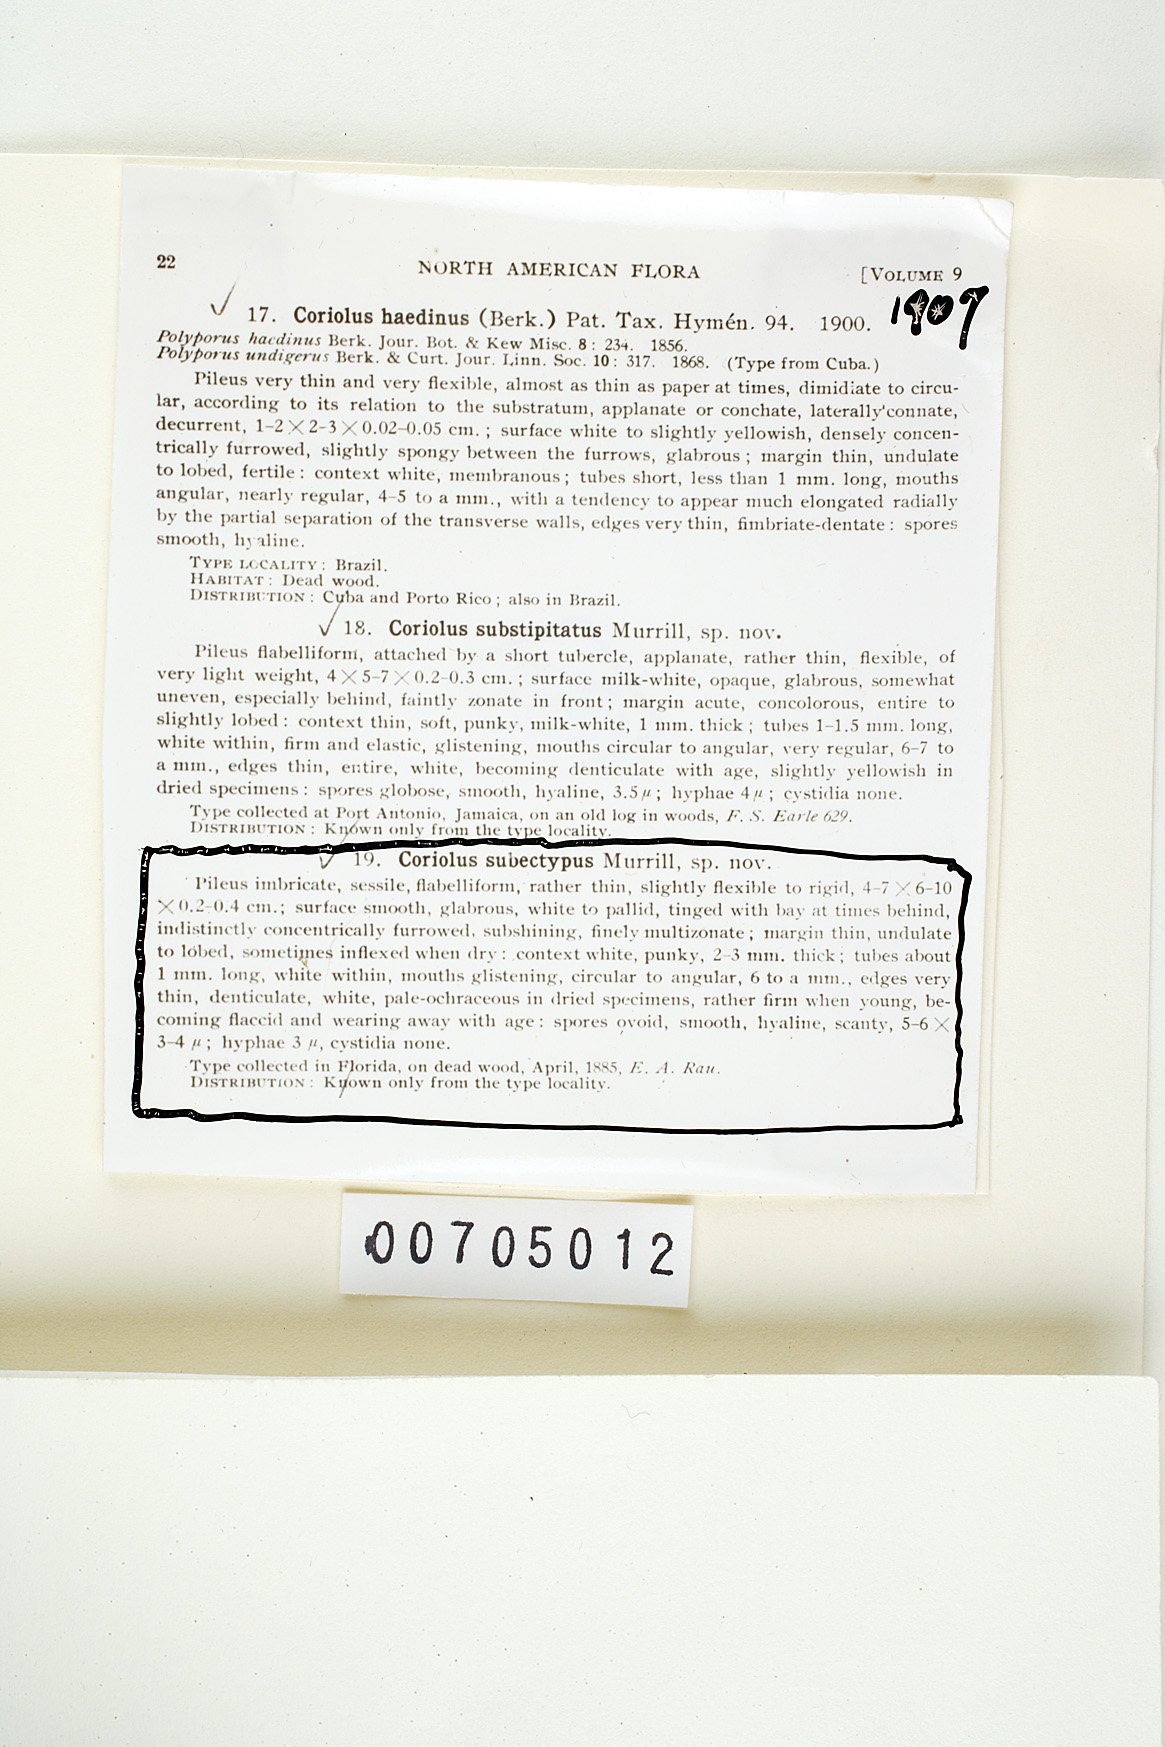 22
NORTH AMERICAN FLORA
[VOLUME 9
1907
✓ 17. Coriolus haedinus (Berk.) Pat. Tax. Hymén. 94. 1900.
Polyporus haedinus Berk. Jour. Bot. & Kew Misc. 8 : 234. 1856.
Polyporus undigerus Berk. & Curt. Jour. Linn. Soc. 10 : 317. 1868. (Type from Cuba.)
Pileus very thin and very flexible, almost as thin as paper at times, dimidiate to circu-
lar, according to its relation to the substratum, applanate or conchate, laterally connate,
decurrent, 1–2 × 2–3 × 0.02–0.05 cm. ; surface white to slightly yellowish, densely concen-
trically furrowed, slightly spongy between the furrows, glabrous ; margin thin, undulate
to lobed, fertile : context white, membranous ; tubes short, less than 1 mm. long, mouths
angular, nearly regular, 4–5 to a mm., with a tendency to appear much elongated radially
by the partial separation of the transverse walls, edges very thin, fimbriate-dentate : spores
smooth, hyaline.
TYPE LOCALITY : Brazil.
HABITAT : Dead wood.
DISTRIBUTION : Cuba and Porto Rico ; also in Brazil.
✓ 18. Coriolus substipitatus Murrill, sp. nov.
Pileus flabelliform, attached by a short tubercle, applanate, rather thin, flexible, of
very light weight, 4 × 5–7 × 0.2–0.3 cm. ; surface milk-white, opaque, glabrous, somewhat
uneven, especially behind, faintly zonate in front ; margin acute, concolorous, entire to
slightly lobed : context thin, soft, punky, milk-white, 1 mm. thick ; tubes 1–1.5 mm. long,
white within, firm and elastic, glistening, mouths circular to angular, very regular, 6–7 to
a mm., edges thin, entire, white, becoming denticulate with age, slightly yellowish in
dried specimens : spores globose, smooth, hyaline, 3.5 µ ; hyphae 4 µ ; cystidia none.
Type collected at Port Antonio, Jamaica, on an old log in woods, F. S. Earle 629.
DISTRIBUTION : Known only from the type locality.
✓ 19. Coriolus subectypus Murrill, sp. nov.
Pileus imbricate, sessile, flabelliform, rather thin, slightly flexible to rigid, 4–7 × 6–10
× 0.2–0.4 cm.; surface smooth, glabrous, white to pallid, tinged with bay at times behind,
indistinctly concentrically furrowed, subshining, finely multizonate ; margin thin, undulate
to lobed, sometimes inflexed when dry : context white, punky, 2–3 mm. thick ; tubes about
1 mm. long, white within, mouths glistening, circular to angular, 6 to a mm., edges very
thin, denticulate, white, pale-ochraceous in dried specimens, rather firm when young, be-
coming flaccid and wearing away with age : spores ovoid, smooth, hyaline, scanty, 5–6 ×
3–4 µ ; hyphae 3 µ, cystidia none.
Type collected in Florida, on dead wood, April, 1885, E. A. Rau.
DISTRIBUTION : Known only from the type locality.
00705012